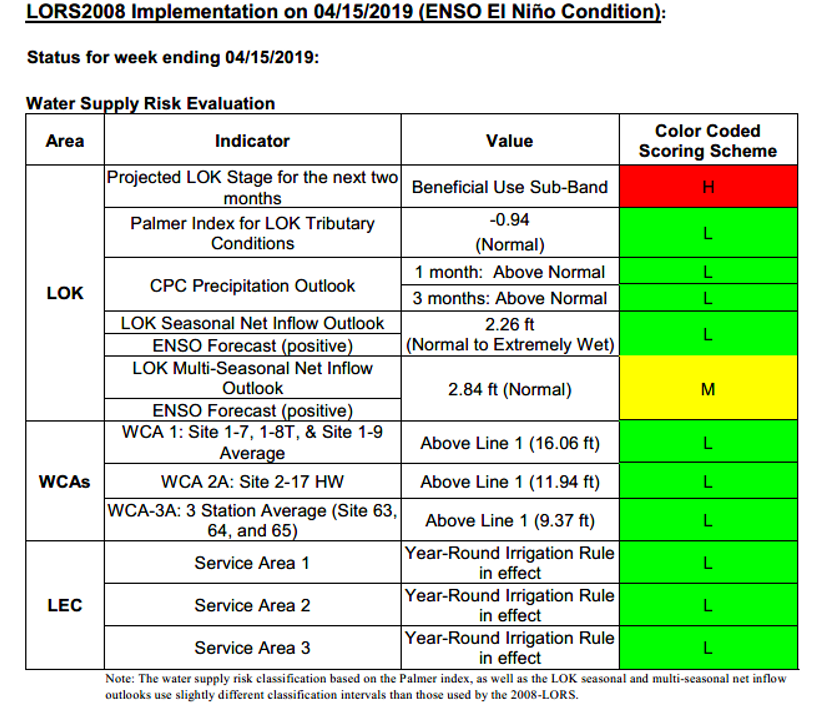 LORS2008 Implementation on 04/15/2019 (ENSO El Niño Condition):
Status for week ending 04/15/2019:
Water Supply Risk Evaluation
Area
Indicator
Value
Color Coded
Scoring Scheme
LOK
Projected LOK Stage for the next two
months
Beneficial Use Sub-Band
H
Palmer Index for LOK Tributary
Conditions
-0.94
(Normal)
L
CPC Precipitation Outlook
1 month: Above Normal
L
3 months: Above Normal
L
LOK Seasonal Net Inflow Outlook
ENSO Forecast (positive)
2.26 ft
(Normal to Extremely Wet)
L
LOK Multi-Seasonal Net Inflow
Outlook
ENSO Forecast (positive)
2.84 ft (Normal)
M
WCAs
WCA 1: Site 1-7, 1-8T, & Site 1-9
Average
Above Line 1 (16.06 ft)
L
WCA 2A: Site 2-17 HW
Above Line 1 (11.94 ft)
L
WCA-3A: 3 Station Average (Site 63,
64, and 65)
Above Line 1 (9.37 ft)
L
LEC
Service Area 1
Year-Round Irrigation Rule
in effect
L
Service Area 2
Year-Round Irrigation Rule
in effect
L
Service Area 3
Year-Round Irrigation Rule
in effect
L
Note: The water supply risk classification based on the Palmer index, as well as the LOK seasonal and multi-seasonal net inflow
outlooks use slightly different classification intervals than those used by the 2008-LORS.